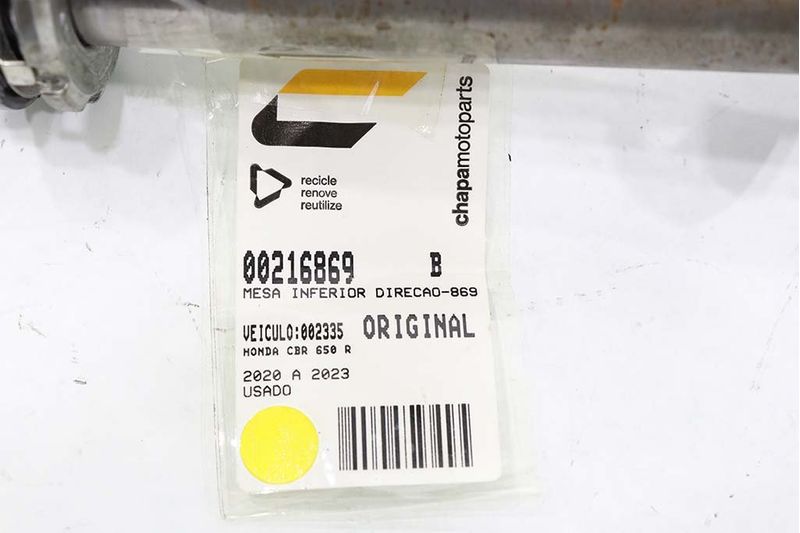 chapamotoparts
recicle
renove
reutilize
00216869 B
MESA INFERIOR DIRECAO-869
VEICULO:002335 ORIGINAL
HONDA CBR 650 R
2020 A 2023
USADO